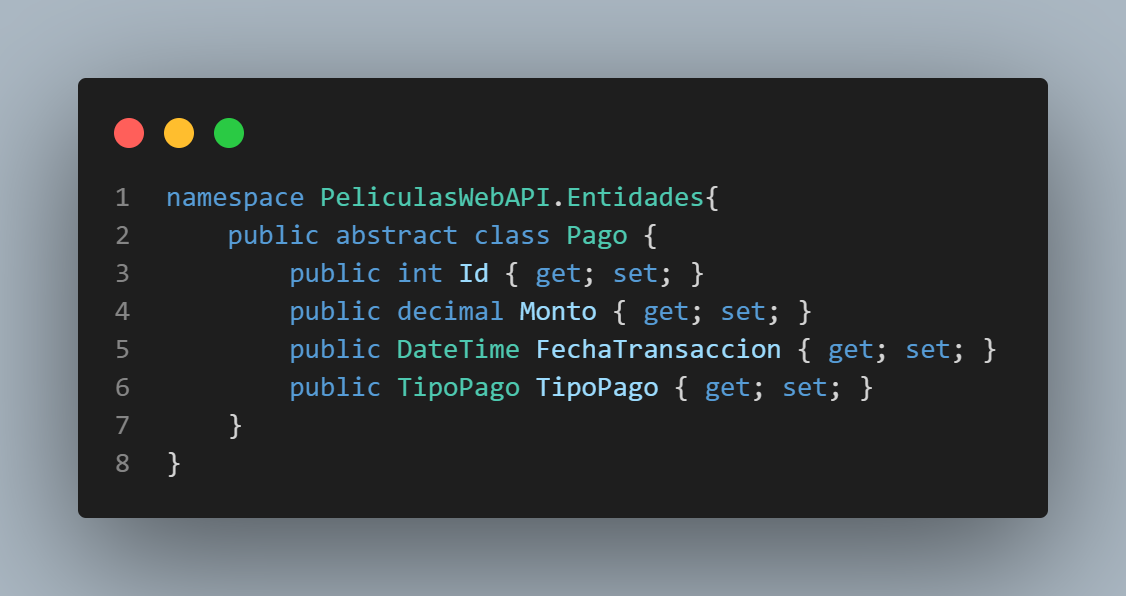 1 namespace PeliculasWebAPI.Entidades{
2     public abstract class Pago {
3         public int Id { get; set; }
4         public decimal Monto { get; set; }
5         public DateTime FechaTransaccion { get; set; }
6         public TipoPago TipoPago { get; set; }
7     }
8 }